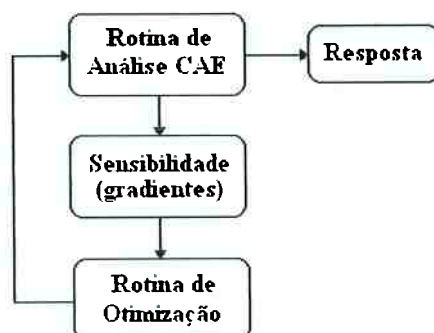 Rotina de
Análise CAE
Resposta
Sensibilidade
(gradientes)
Rotina de
Otimização